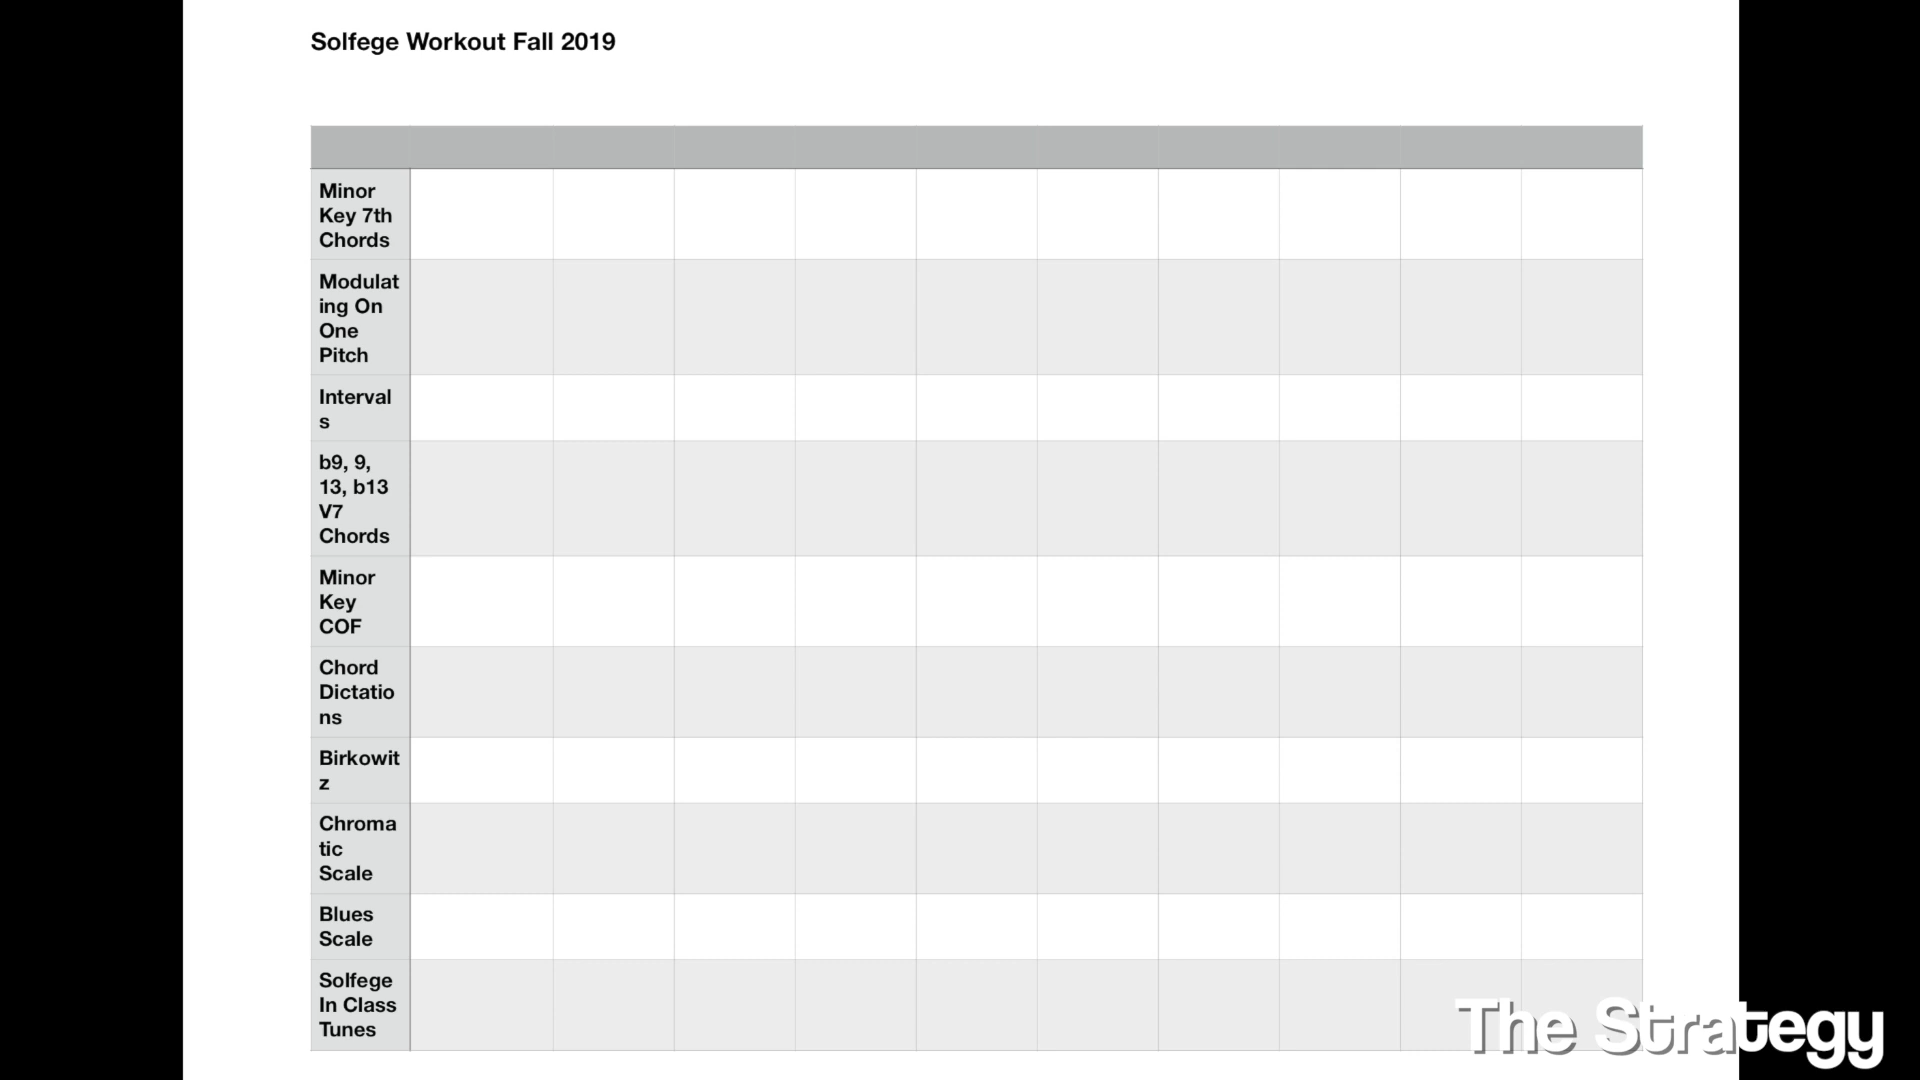 Solfege Workout Fall 2019
Minor
Key 7th
Chords
Modulat
ing On
One
Pitch
Interval
s
b9, 9,
13, b13
V7
Chords
Minor
Key
COF
Chord
Dictatio
ns
Birkowit
z
Chroma
tic
Scale
Blues
Scale
Solfege
In Class
Tunes
The Strategy